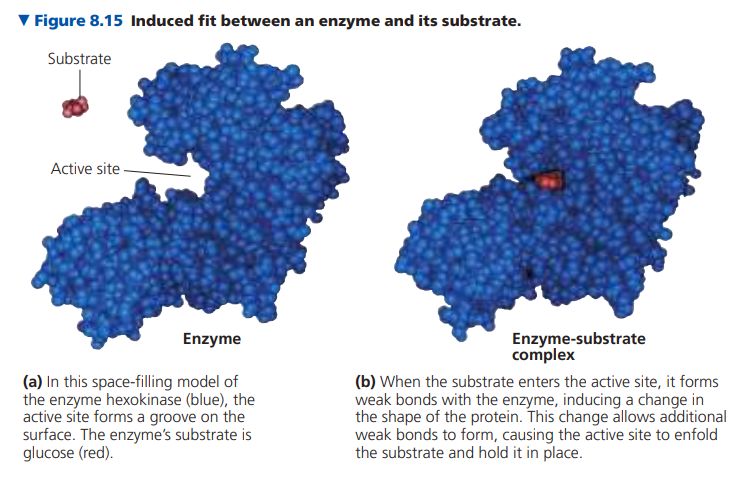 ▼ Figure 8.15 Induced fit between an enzyme and its substrate.
Substrate
Active site
Enzyme
Enzyme-substrate
complex
(a) In this space-filling model of
the enzyme hexokinase (blue), the
active site forms a groove on the
surface. The enzyme's substrate is
glucose (red).
(b) When the substrate enters the active site, it forms
weak bonds with the enzyme, inducing a change in
the shape of the protein. This change allows additional
weak bonds to form, causing the active site to enfold
the substrate and hold it in place.